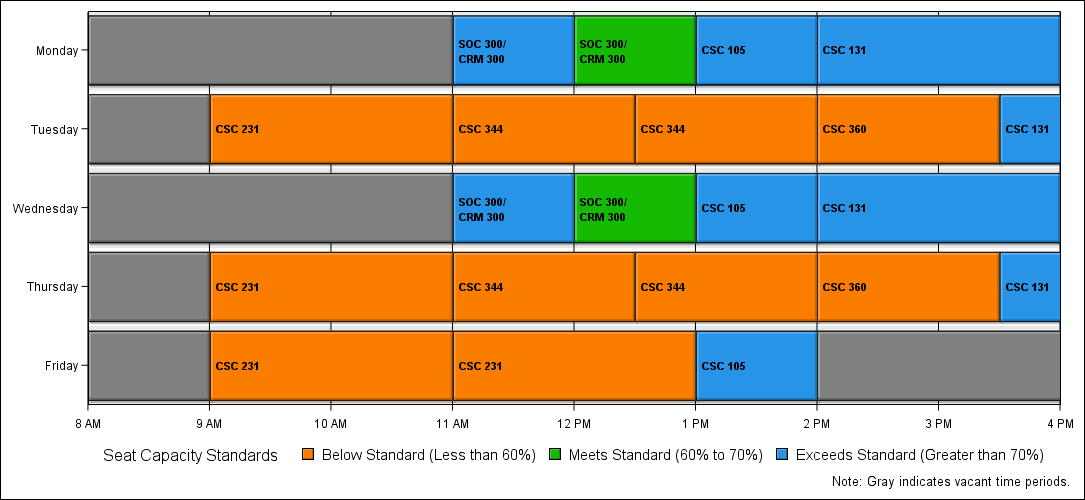 Monday
SOC 300/
CRM 300
SOC 300/
CRM 300
CSC 105
CSC 131
Tuesday
CSC 231
CSC 344
CSC 344
CSC 360
CSC 131
Wednesday
SOC 300/
CRM 300
SOC 300/
CRM 300
CSC 105
CSC 131
Thursday
CSC 231
CSC 344
CSC 344
CSC 360
CSC 131
Friday
CSC 231
CSC 231
CSC 105
8 AM 9 AM 10 AM 11 AM 12 PM 1 PM 2 PM 3 PM 4 PM
Seat Capacity Standards Below Standard (Less than 60%) Meets Standard (60% to 70%) Exceeds Standard (Greater than 70%)
Note: Gray indicates vacant time periods.